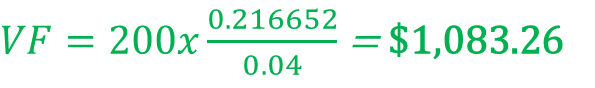 VF = 200x 0.216652/0.04 = $1,083.26